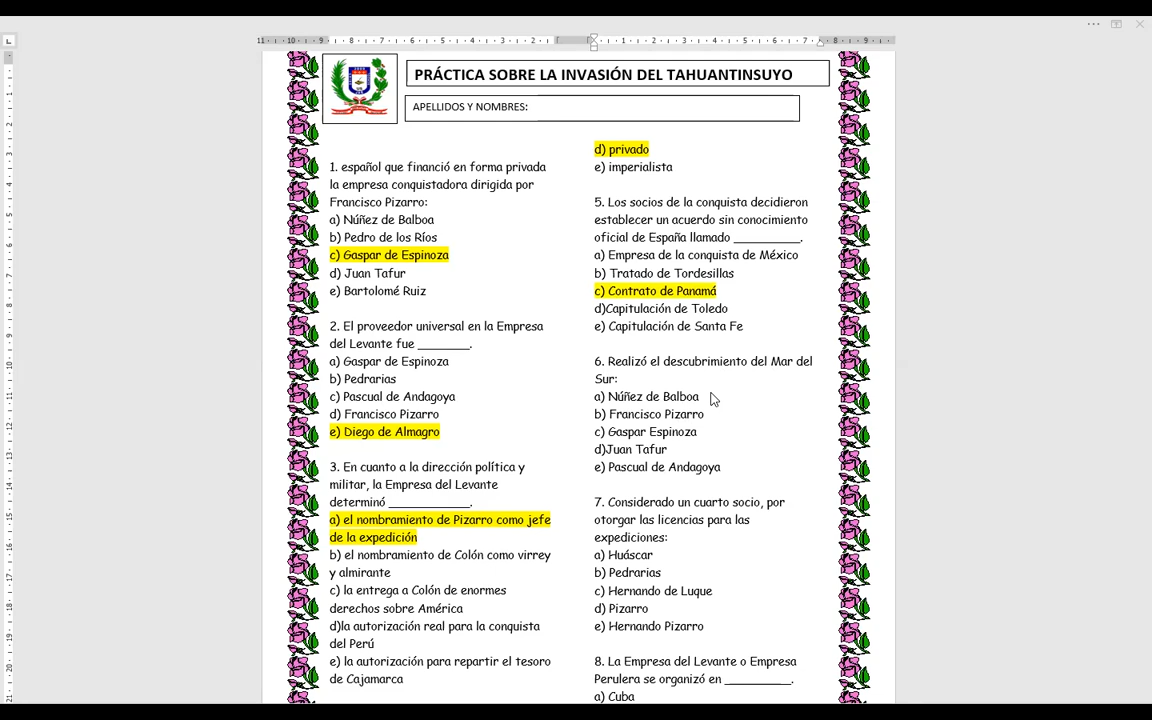 PRÁCTICA SOBRE LA INVASIÓN DEL TAHUANTINSUYO
APELLIDOS Y NOMBRES:
1. español que financió en forma privada
la empresa conquistadora dirigida por
Francisco Pizarro:
a) Núñez de Balboa
b) Pedro de los Ríos
c) Gaspar de Espinoza
d) Juan Tafur
e) Bartolomé Ruiz
2. El proveedor universal en la Empresa
del Levante fue ________.
a) Gaspar de Espinoza
b) Pedrarias
c) Pascual de Andagoya
d) Francisco Pizarro
e) Diego de Almagro
3. En cuanto a la dirección política y
militar, la Empresa del Levante
determinó ____________.
a) el nombramiento de Pizarro como jefe
de la expedición
b) el nombramiento de Colón como virrey
y almirante
c) la entrega a Colón de enormes
derechos sobre América
d)la autorización real para la conquista
del Perú
e) la autorización para repartir el tesoro
de Cajamarca
d) privado
e) imperialista
5. Los socios de la conquista decidieron
establecer un acuerdo sin conocimiento
oficial de España llamado __________.
a) Empresa de la conquista de México
b) Tratado de Tordesillas
c) Contrato de Panamá
d)Capitulación de Toledo
e) Capitulación de Santa Fe
6. Realizó el descubrimiento del Mar del
Sur:
a) Núñez de Balboa
b) Francisco Pizarro
c) Gaspar Espinoza
d)Juan Tafur
e) Pascual de Andagoya
7. Considerado un cuarto socio, por
otorgar las licencias para las
expediciones:
a) Huáscar
b) Pedrarias
c) Hernando de Luque
d) Pizarro
e) Hernando Pizarro
8. La Empresa del Levante o Empresa
Perulera se organizó en __________.
a) Cuba